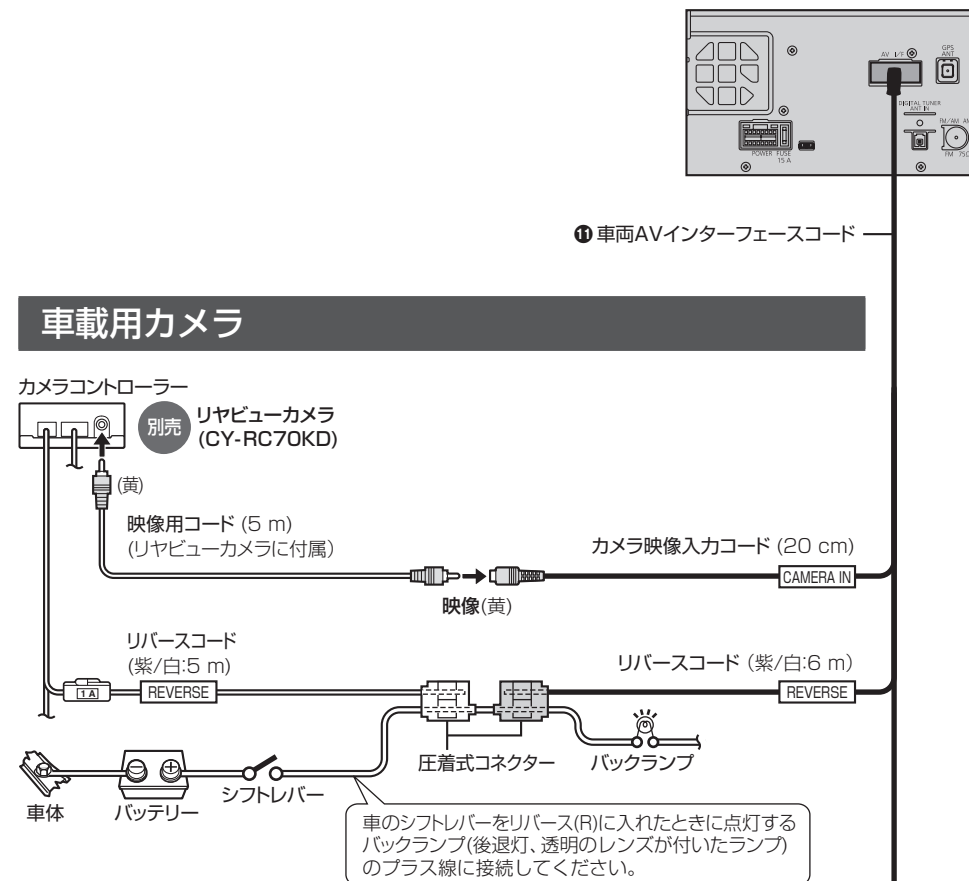 AV I/F
GPS
ANT
DIGITAL TUNER
ANT IN
FM/AM AN
POWER FUSE
15 A
FM 75Ω
⓫ 車両AVインターフェースコード
車載用カメラ
カメラコントローラー
別売
リヤビューカメラ
(CY-RC70KD)
(黄)
映像用コード (5 m)
(リヤビューカメラに付属)
カメラ映像入力コード (20 cm)
CAMERA IN
映像(黄)
リバースコード
(紫/白:5 m)
リバースコード (紫/白:6 m)
1 A
REVERSE
REVERSE
圧着式コネクター
バックランプ
車体
バッテリー
シフトレバー
車のシフトレバーをリバース(R)に入れたときに点灯する
バックランプ(後退灯、透明のレンズが付いたランプ)
のプラス線に接続してください。